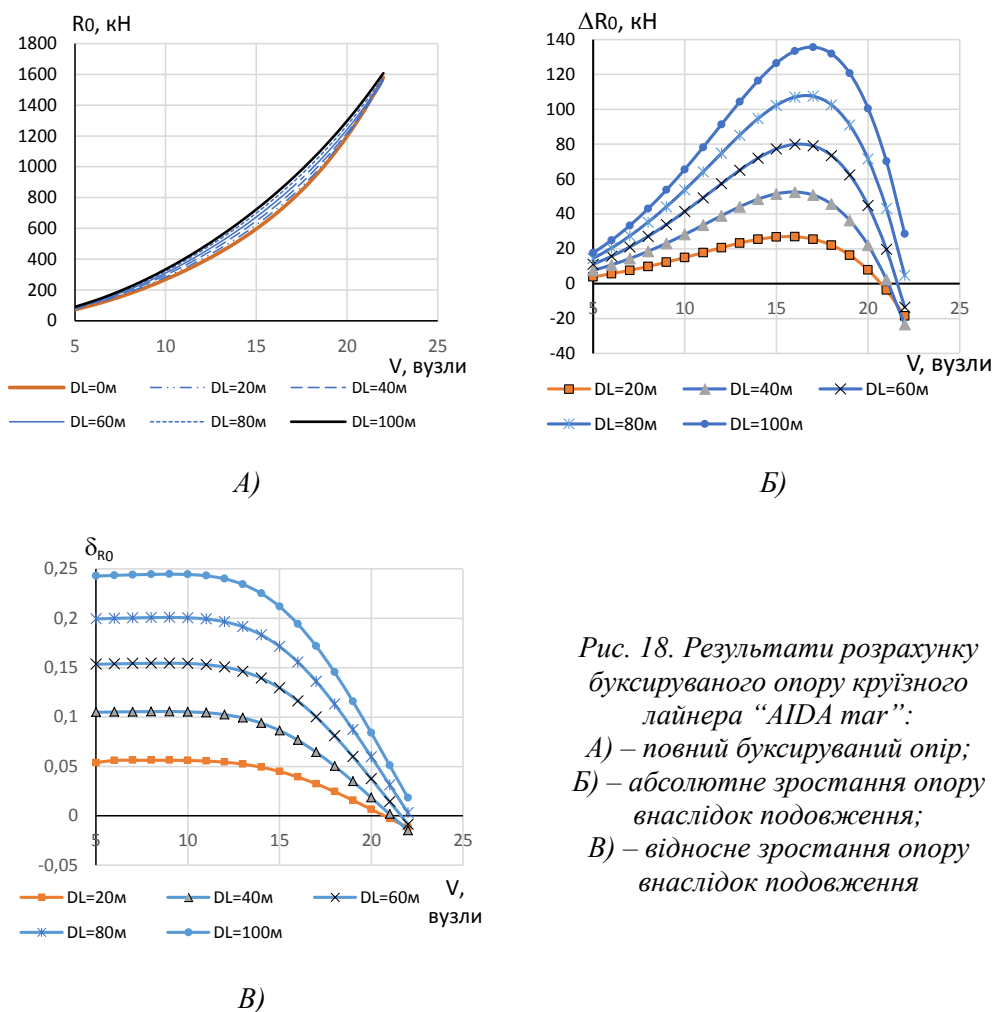 R0, кН
1800
1600
1400
1200
1000
800
600
400
200
0
5 10 15 20 25
V, вузли
DL=0м DL=20м DL=40м
DL=60м DL=80м DL=100м
А)
ΔR0, кН
140
120
100
80
60
40
20
0
-20
-40
5 10 15 20 25
V, вузли
DL=20м DL=40м DL=60м
DL=80м DL=100м
Б)
δR0
0,25
0,2
0,15
0,1
0,05
0
-0,05
5 10 15 20 25
V,
вузли
DL=20м DL=40м DL=60м
DL=80м DL=100м
В)
Рис. 18. Результати розрахунку
буксируваного опору круїзного
лайнера “AIDA mar”:
А) – повний буксируваний опір;
Б) – абсолютне зростання опору
внаслідок подовження;
В) – відносне зростання опору
внаслідок подовження